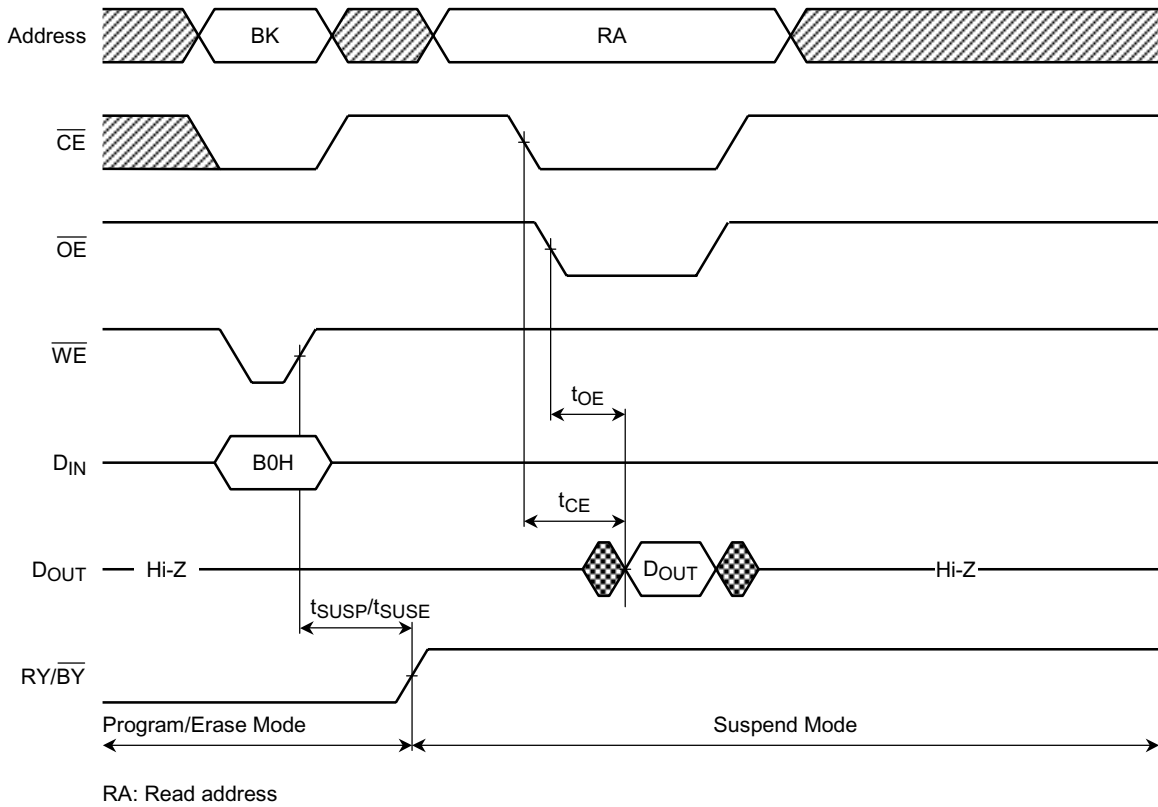 Address BK RA
CE
OE
WE
tOE
DIN B0H
tCE
DOUT Hi-Z DOUT Hi-Z
tSUSP/tSUSE
RY/BY
Program/Erase Mode Suspend Mode
RA: Read address